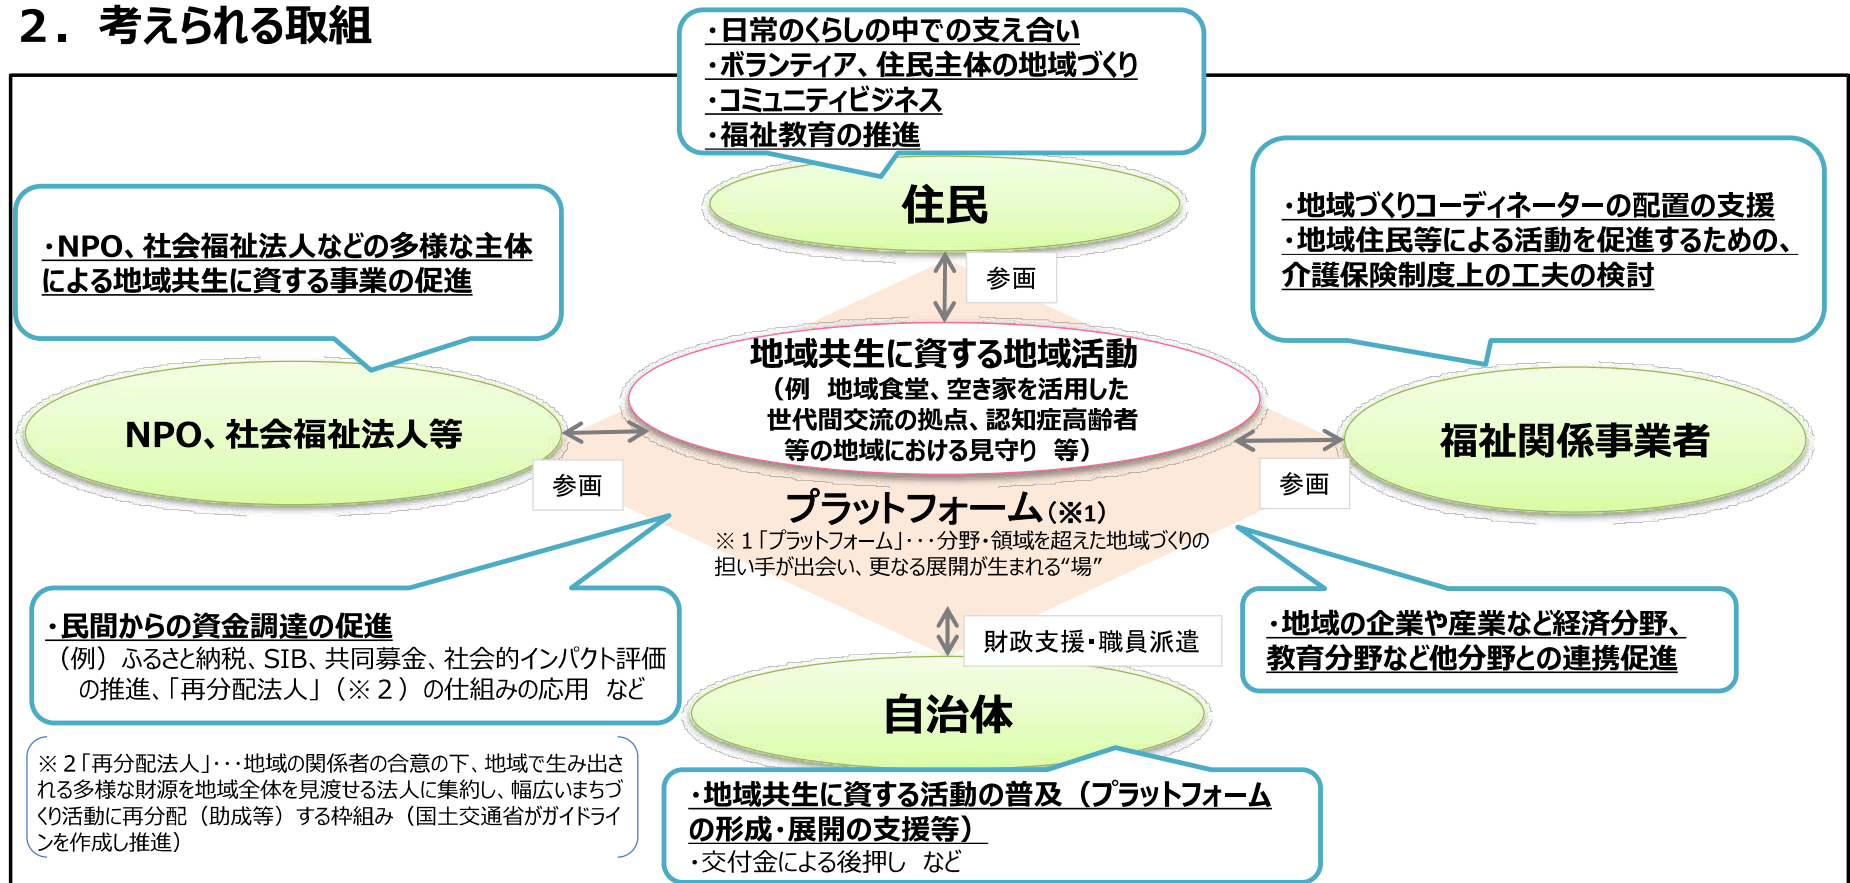 ２．考えられる取組
・日常のくらしの中での支え合い
・ボランティア、住民主体の地域づくり
・コミュニティビジネス
・福祉教育の推進
住民
・NPO、社会福祉法人などの多様な主体
による地域共生に資する事業の促進
・地域づくりコーディネーターの配置の支援
・地域住民等による活動を促進するための、
介護保険制度上の工夫の検討
参画
地域共生に資する地域活動
（例　地域食堂、空き家を活用した
世代間交流の拠点、認知症高齢者
等の地域における見守り　等）
NPO、社会福祉法人等
参画
福祉関係事業者
参画
プラットフォーム（※1）
※１「プラットフォーム」・・・分野・領域を超えた地域づくりの
担い手が出会い、更なる展開が生まれる“場”
・民間からの資金調達の促進
（例）ふるさと納税、SIB、共同募金、社会的インパクト評価
の推進、「再分配法人」（※２）の仕組みの応用　など
財政支援・職員派遣
・地域の企業や産業など経済分野、
教育分野など他分野との連携促進
自治体
※２「再分配法人」・・・地域の関係者の合意の下、地域で生み出さ
れる多様な財源を地域全体を見渡せる法人に集約し、幅広いまちづ
くり活動に再分配（助成等）する枠組み（国土交通省がガイドライ
ンを作成し推進）
・地域共生に資する活動の普及（プラットフォーム
の形成・展開の支援等）
・交付金による後押し　など